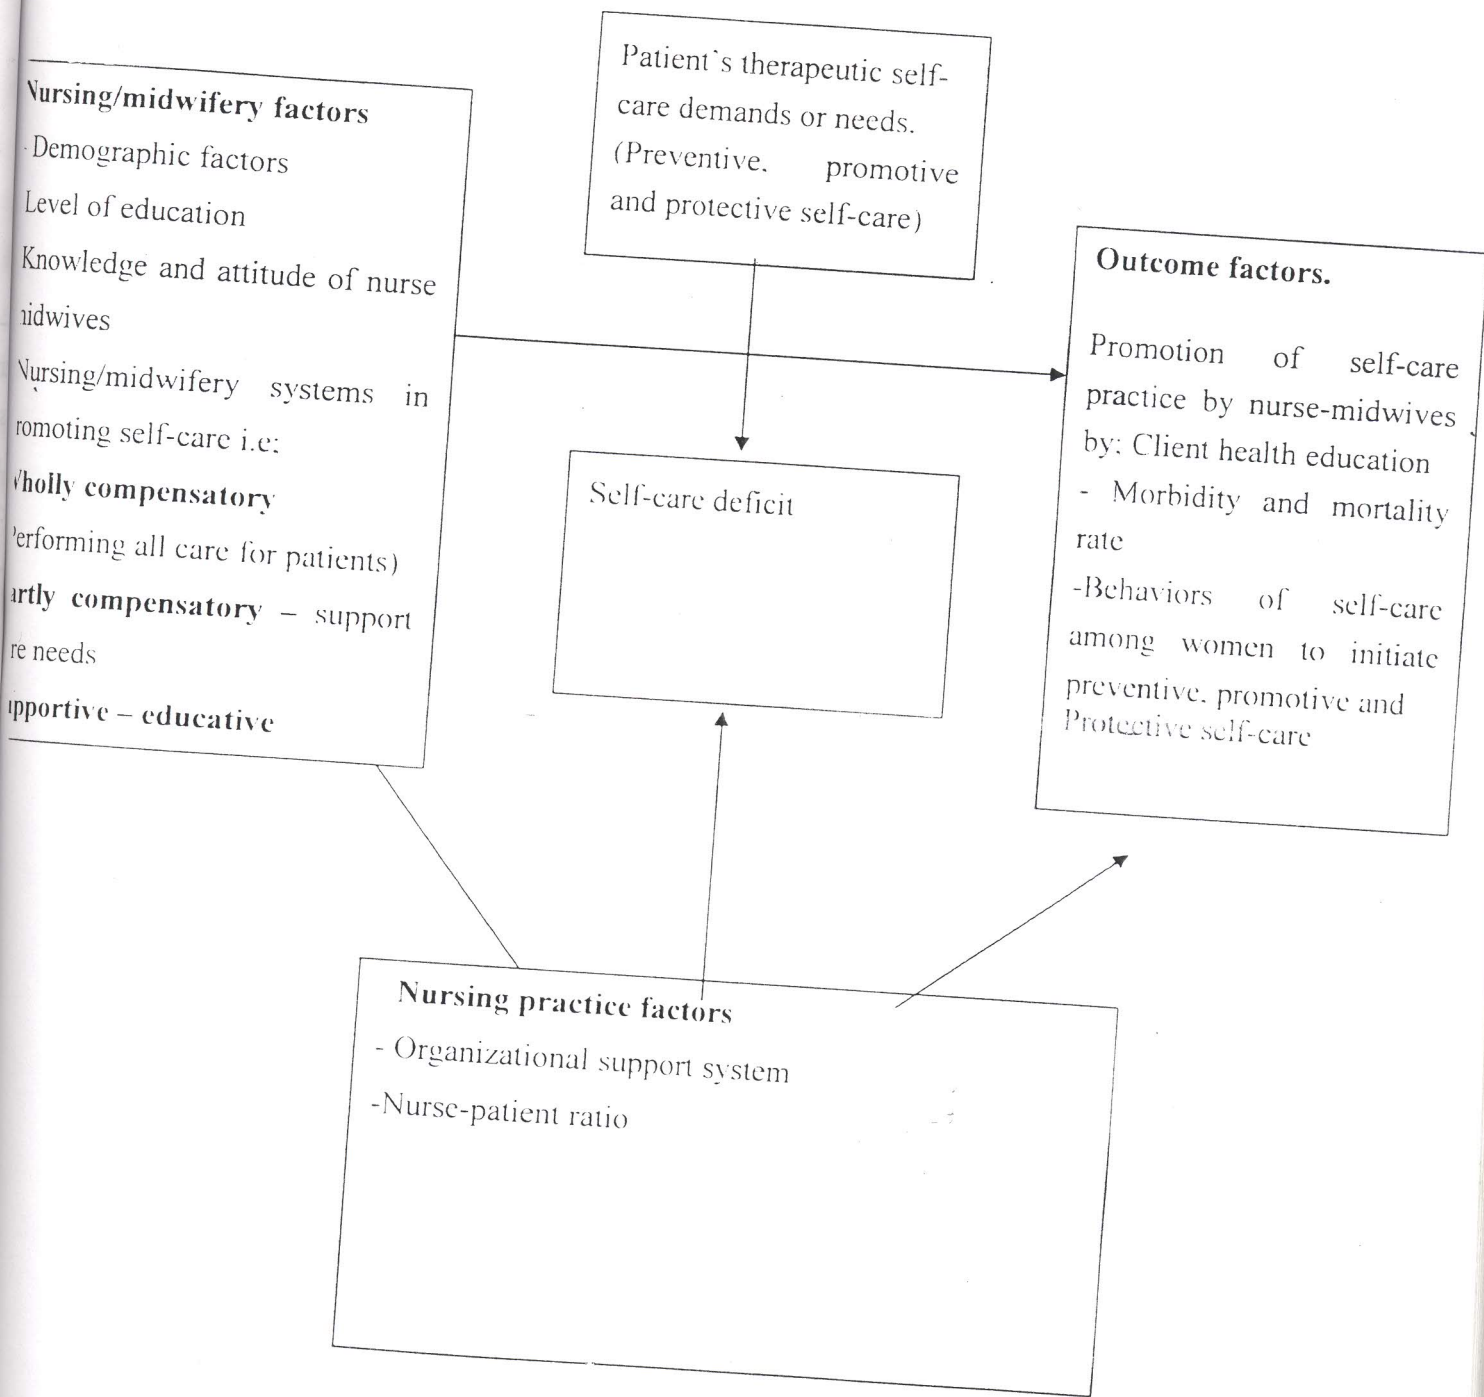 Nursing/midwifery factors
- Demographic factors
Level of education
Knowledge and attitude of nurse
midwives
Nursing/midwifery systems in
romoting self-care i.e:
Wholly compensatory
Performing all care for patients)
artly compensatory – support
re needs
upportive – educative
Patient`s therapeutic self-
care demands or needs.
(Preventive, promotive
and protective self-care)
Self-care deficit
Outcome factors.
Promotion of self-care
practice by nurse-midwives
by: Client health education
- Morbidity and mortality
rate
-Behaviors of self-care
among women to initiate
preventive, promotive and
Protective self-care
Nursing practice factors
- Organizational support system
-Nurse-patient ratio